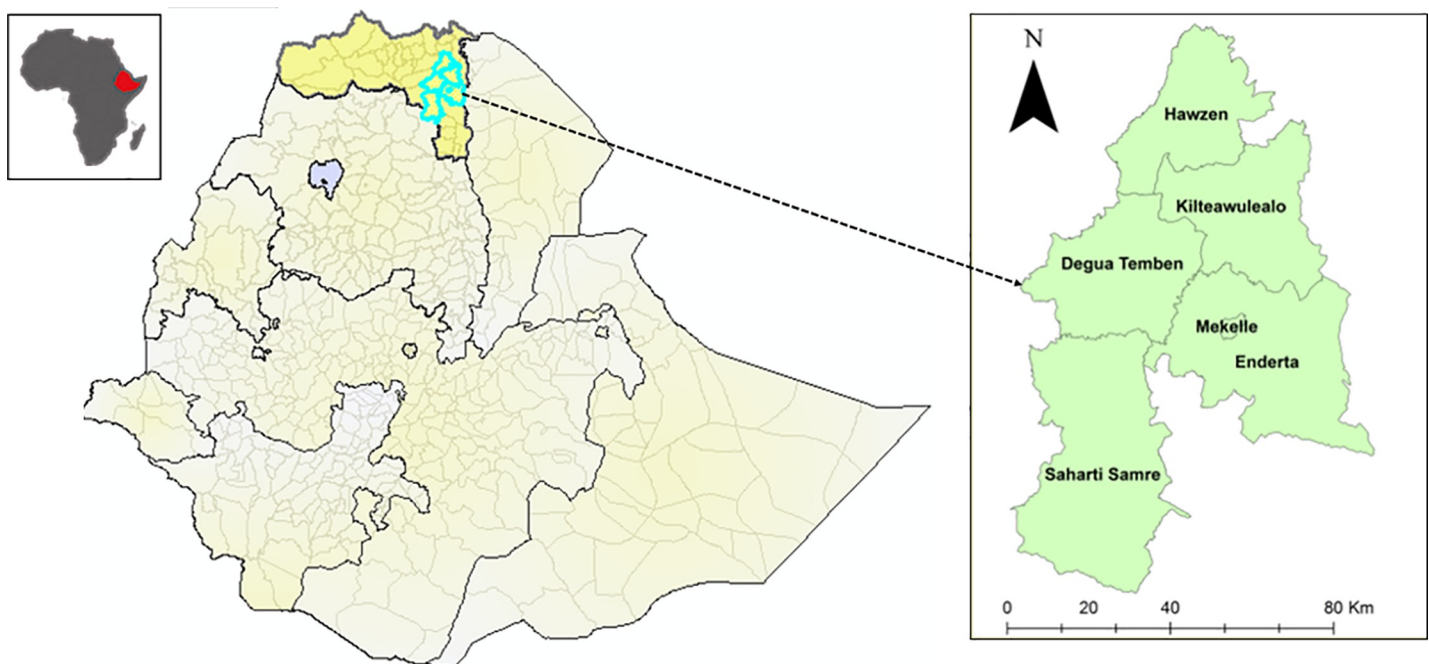 N
Hawzen
Kilteawulealo
Degua Temben
Mekelle
Enderta
Saharti Samre
0 20 40 80 Km